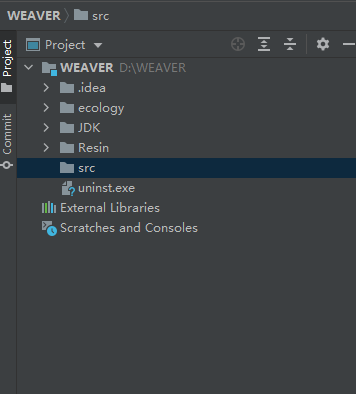 WEAVER src
Project
Project
Commit
WEAVER D:\WEAVER
.idea
ecology
JDK
Resin
src
uninst.exe
External Libraries
Scratches and Consoles